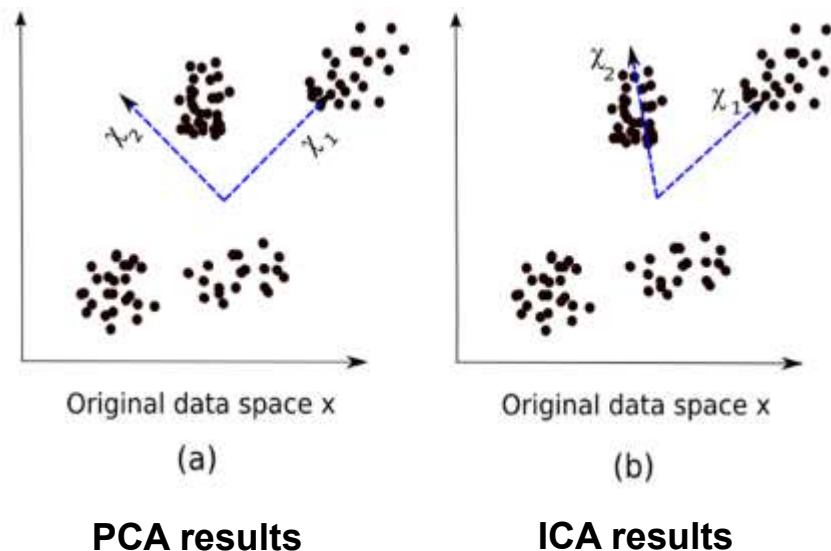 χ₂
χ₁
Original data space x
(a)
PCA results
χ₂
χ₁
Original data space x
(b)
ICA results